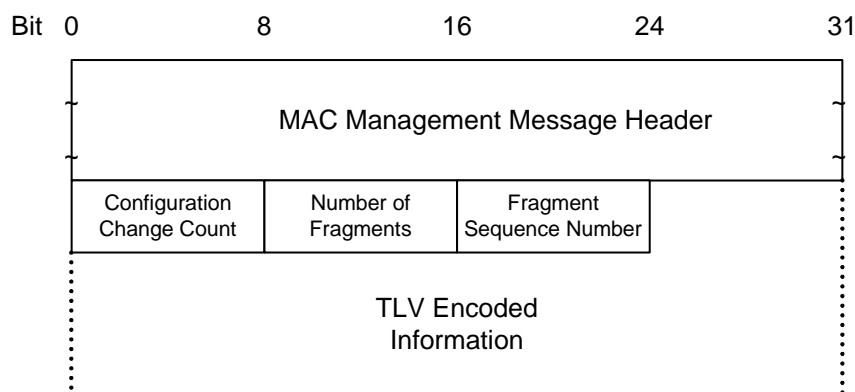 Bit 0 8 16 24 31
MAC Management Message Header
Configuration
Change Count
Number of
Fragments
Fragment
Sequence Number
TLV Encoded
Information